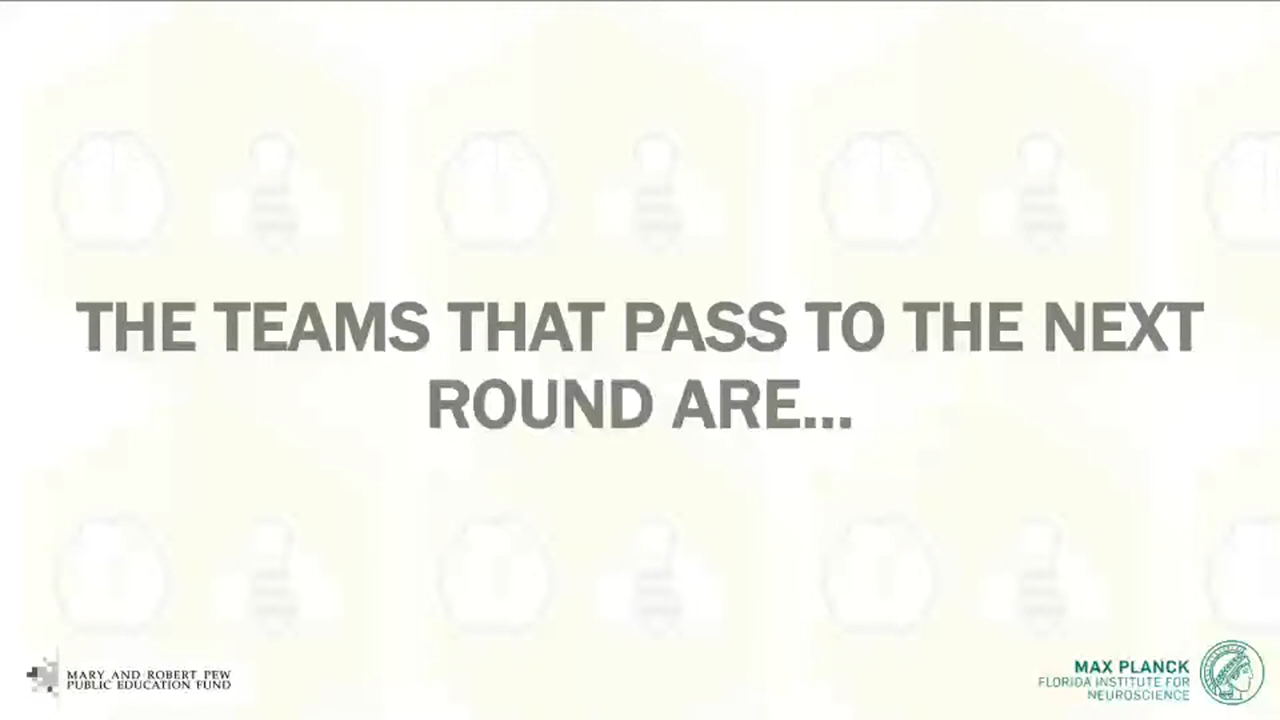 THE TEAMS THAT PASS TO THE NEXT
ROUND ARE...
MARY AND ROBERT PEW
PUBLIC EDUCATION FUND
MAX PLANCK
FLORIDA INSTITUTE FOR
NEUROSCIENCE